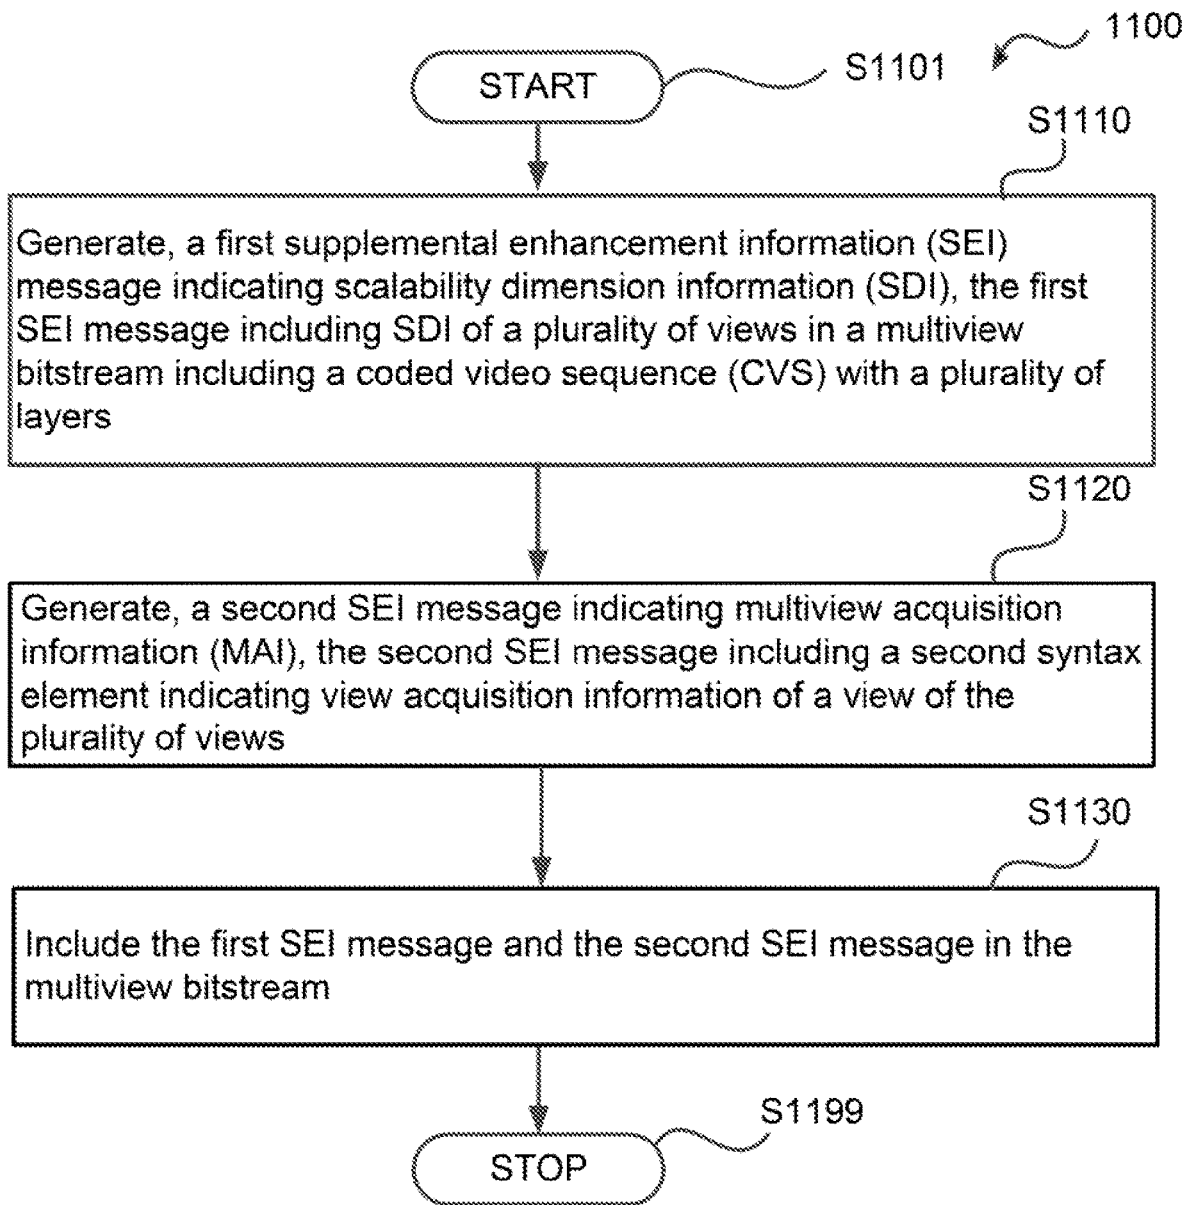 1100
START
S1101
S1110
Generate, a first supplemental enhancement information (SEI)
message indicating scalability dimension information (SDI), the first
SEI message including SDI of a plurality of views in a multiview
bitstream including a coded video sequence (CVS) with a plurality of
layers
S1120
Generate, a second SEI message indicating multiview acquisition
information (MAI), the second SEI message including a second syntax
element indicating view acquisition information of a view of the
plurality of views
S1130
Include the first SEI message and the second SEI message in the
multiview bitstream
S1199
STOP